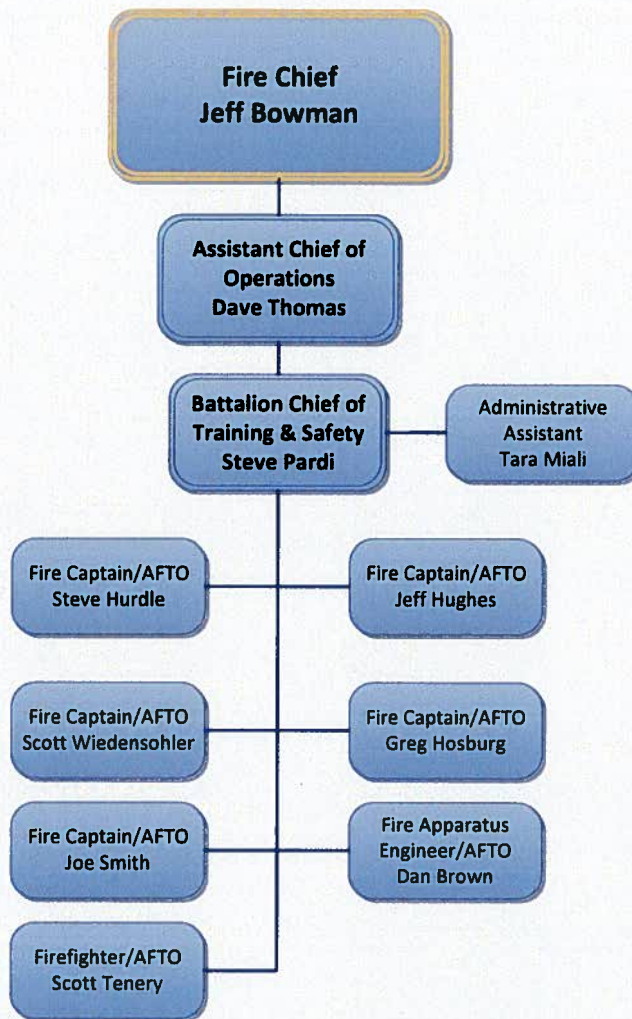 Fire Chief
Jeff Bowman
Assistant Chief of
Operations
Dave Thomas
Battalion Chief of
Training & Safety
Steve Pardi
Administrative
Assistant
Tara Miali
Fire Captain/AFTO
Steve Hurdle
Fire Captain/AFTO
Jeff Hughes
Fire Captain/AFTO
Scott Wiedensohler
Fire Captain/AFTO
Greg Hosburg
Fire Captain/AFTO
Joe Smith
Fire Apparatus
Engineer/AFTO
Dan Brown
Firefighter/AFTO
Scott Tenery